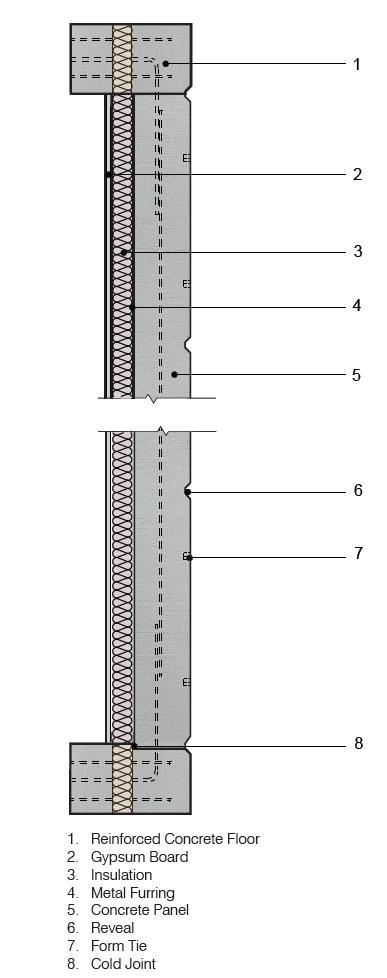 1
2
3
4
5
6
7
8
1. Reinforced Concrete Floor
2. Gypsum Board
3. Insulation
4. Metal Furring
5. Concrete Panel
6. Reveal
7. Form Tie
8. Cold Joint